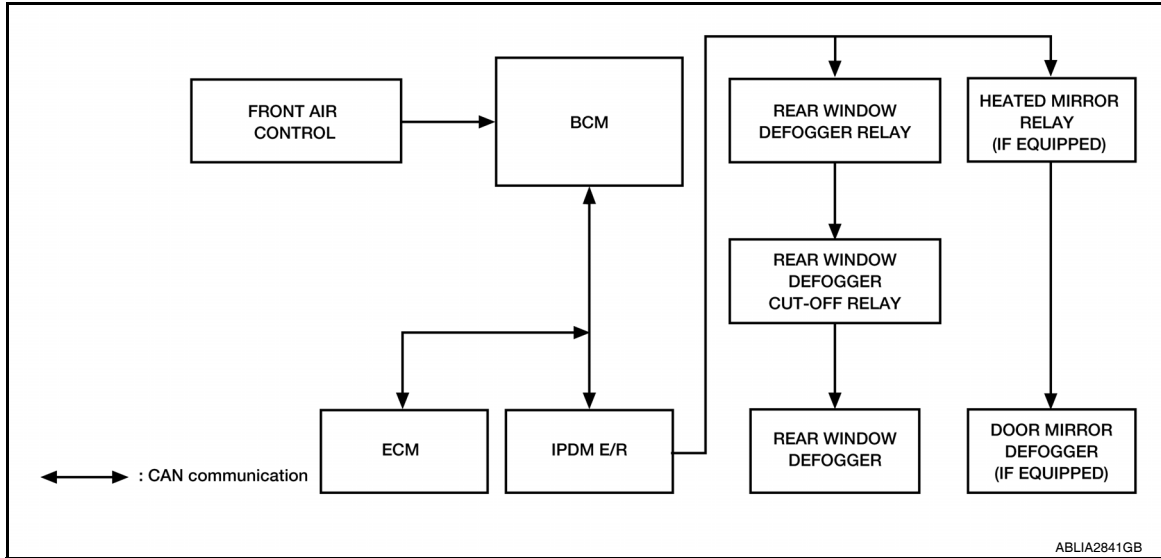 FRONT AIR
CONTROL
BCM
REAR WINDOW
DEFOGGER RELAY
HEATED MIRROR
RELAY
(IF EQUIPPED)
REAR WINDOW
DEFOGGER
CUT-OFF RELAY
ECM
IPDM E/R
REAR WINDOW
DEFOGGER
DOOR MIRROR
DEFOGGER
(IF EQUIPPED)
: CAN communication
ABLIA2841GB